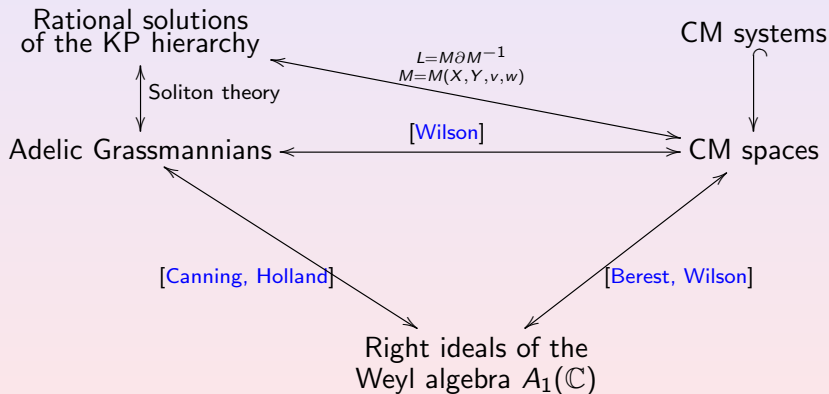 Rational solutions
of the KP hierarchy
CM systems
L=M∂M⁻¹
M=M(X,Y,v,w)
Soliton theory
[Wilson]
Adelic Grassmannians
CM spaces
[Canning, Holland]
[Berest, Wilson]
Right ideals of the
Weyl algebra A₁(ℂ)